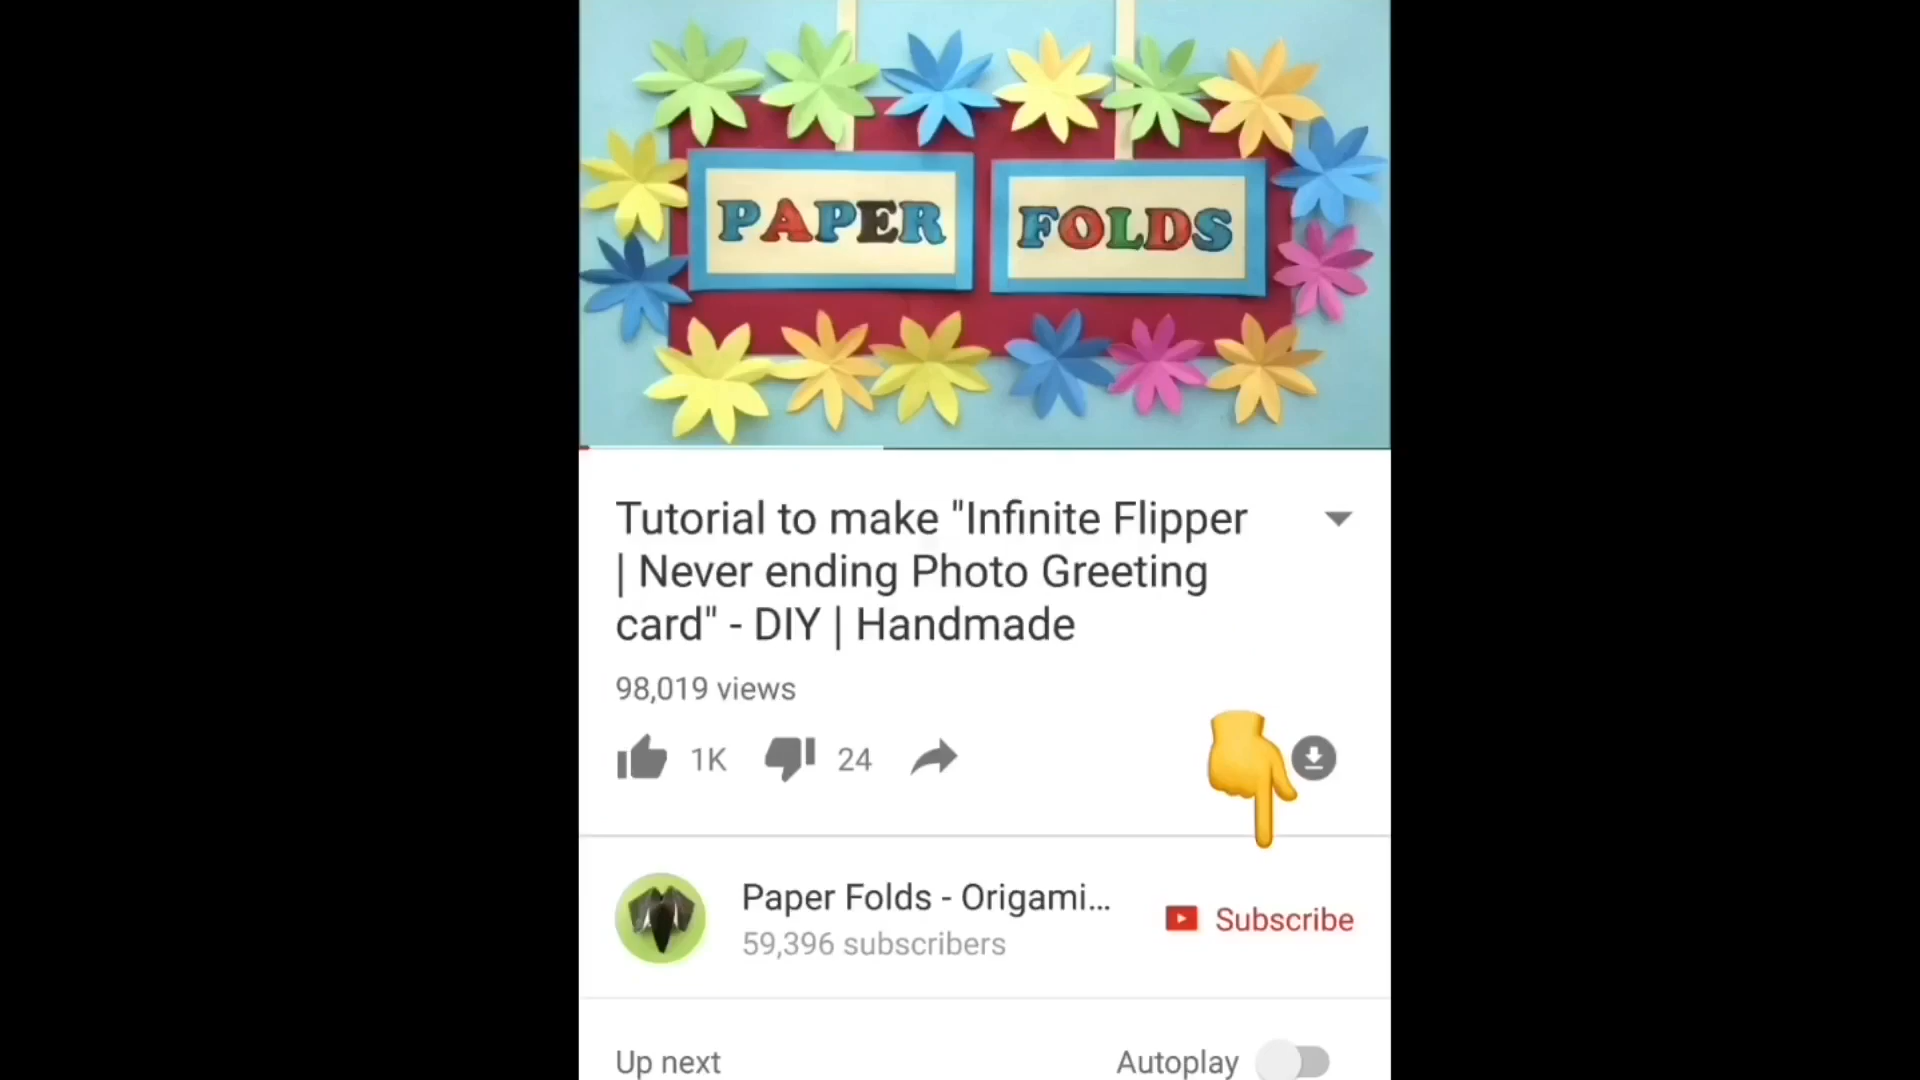 PAPER FOLDS
Tutorial to make "Infinite Flipper
| Never ending Photo Greeting
card" - DIY | Handmade
98,019 views
1K 24
Paper Folds - Origami...
Subscribe
59,396 subscribers
Up next Autoplay